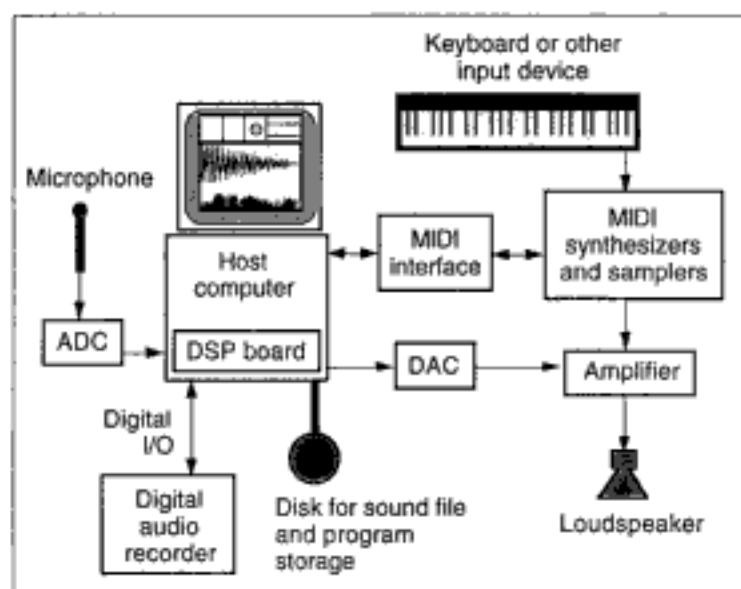 Keyboard or other
input device
Microphone
MIDI
synthesizers
and samplers
MIDI
interface
Host
computer
ADC
DSP board
DAC
Amplifier
Digital
I/O
Digital
audio
recorder
Disk for sound file
and program
storage
Loudspeaker